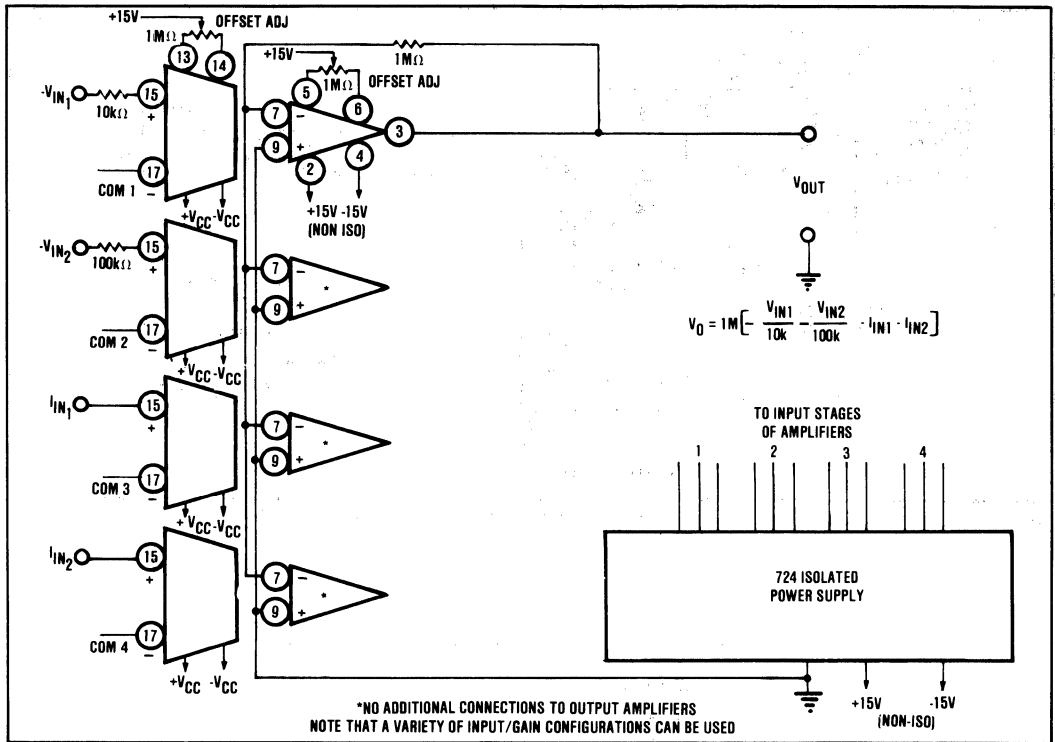 +15V
OFFSET ADJ
1MΩ
13
14
+15V
1MΩ
OFFSET ADJ
1MΩ
5
6
-VIN1
10kΩ
15
+
17
COM 1
−
+VCC -VCC
7
−
9
+
3
2
4
+15V -15V
(NON ISO)
VOUT
-VIN2
100kΩ
15
+
17
COM 2
−
+VCC -VCC
7
−
*
9
+
VO = 1M[- VIN1/10k - VIN2/100k - IIN1 - IIN2]
IIN1
15
+
17
COM 3
−
+VCC -VCC
7
−
*
9
+
TO INPUT STAGES
OF AMPLIFIERS
1 2 3 4
IIN2
15
+
17
COM 4
−
+VCC -VCC
7
−
*
9
+
724 ISOLATED
POWER SUPPLY
+15V -15V
(NON-ISO)
*NO ADDITIONAL CONNECTIONS TO OUTPUT AMPLIFIERS
NOTE THAT A VARIETY OF INPUT/GAIN CONFIGURATIONS CAN BE USED